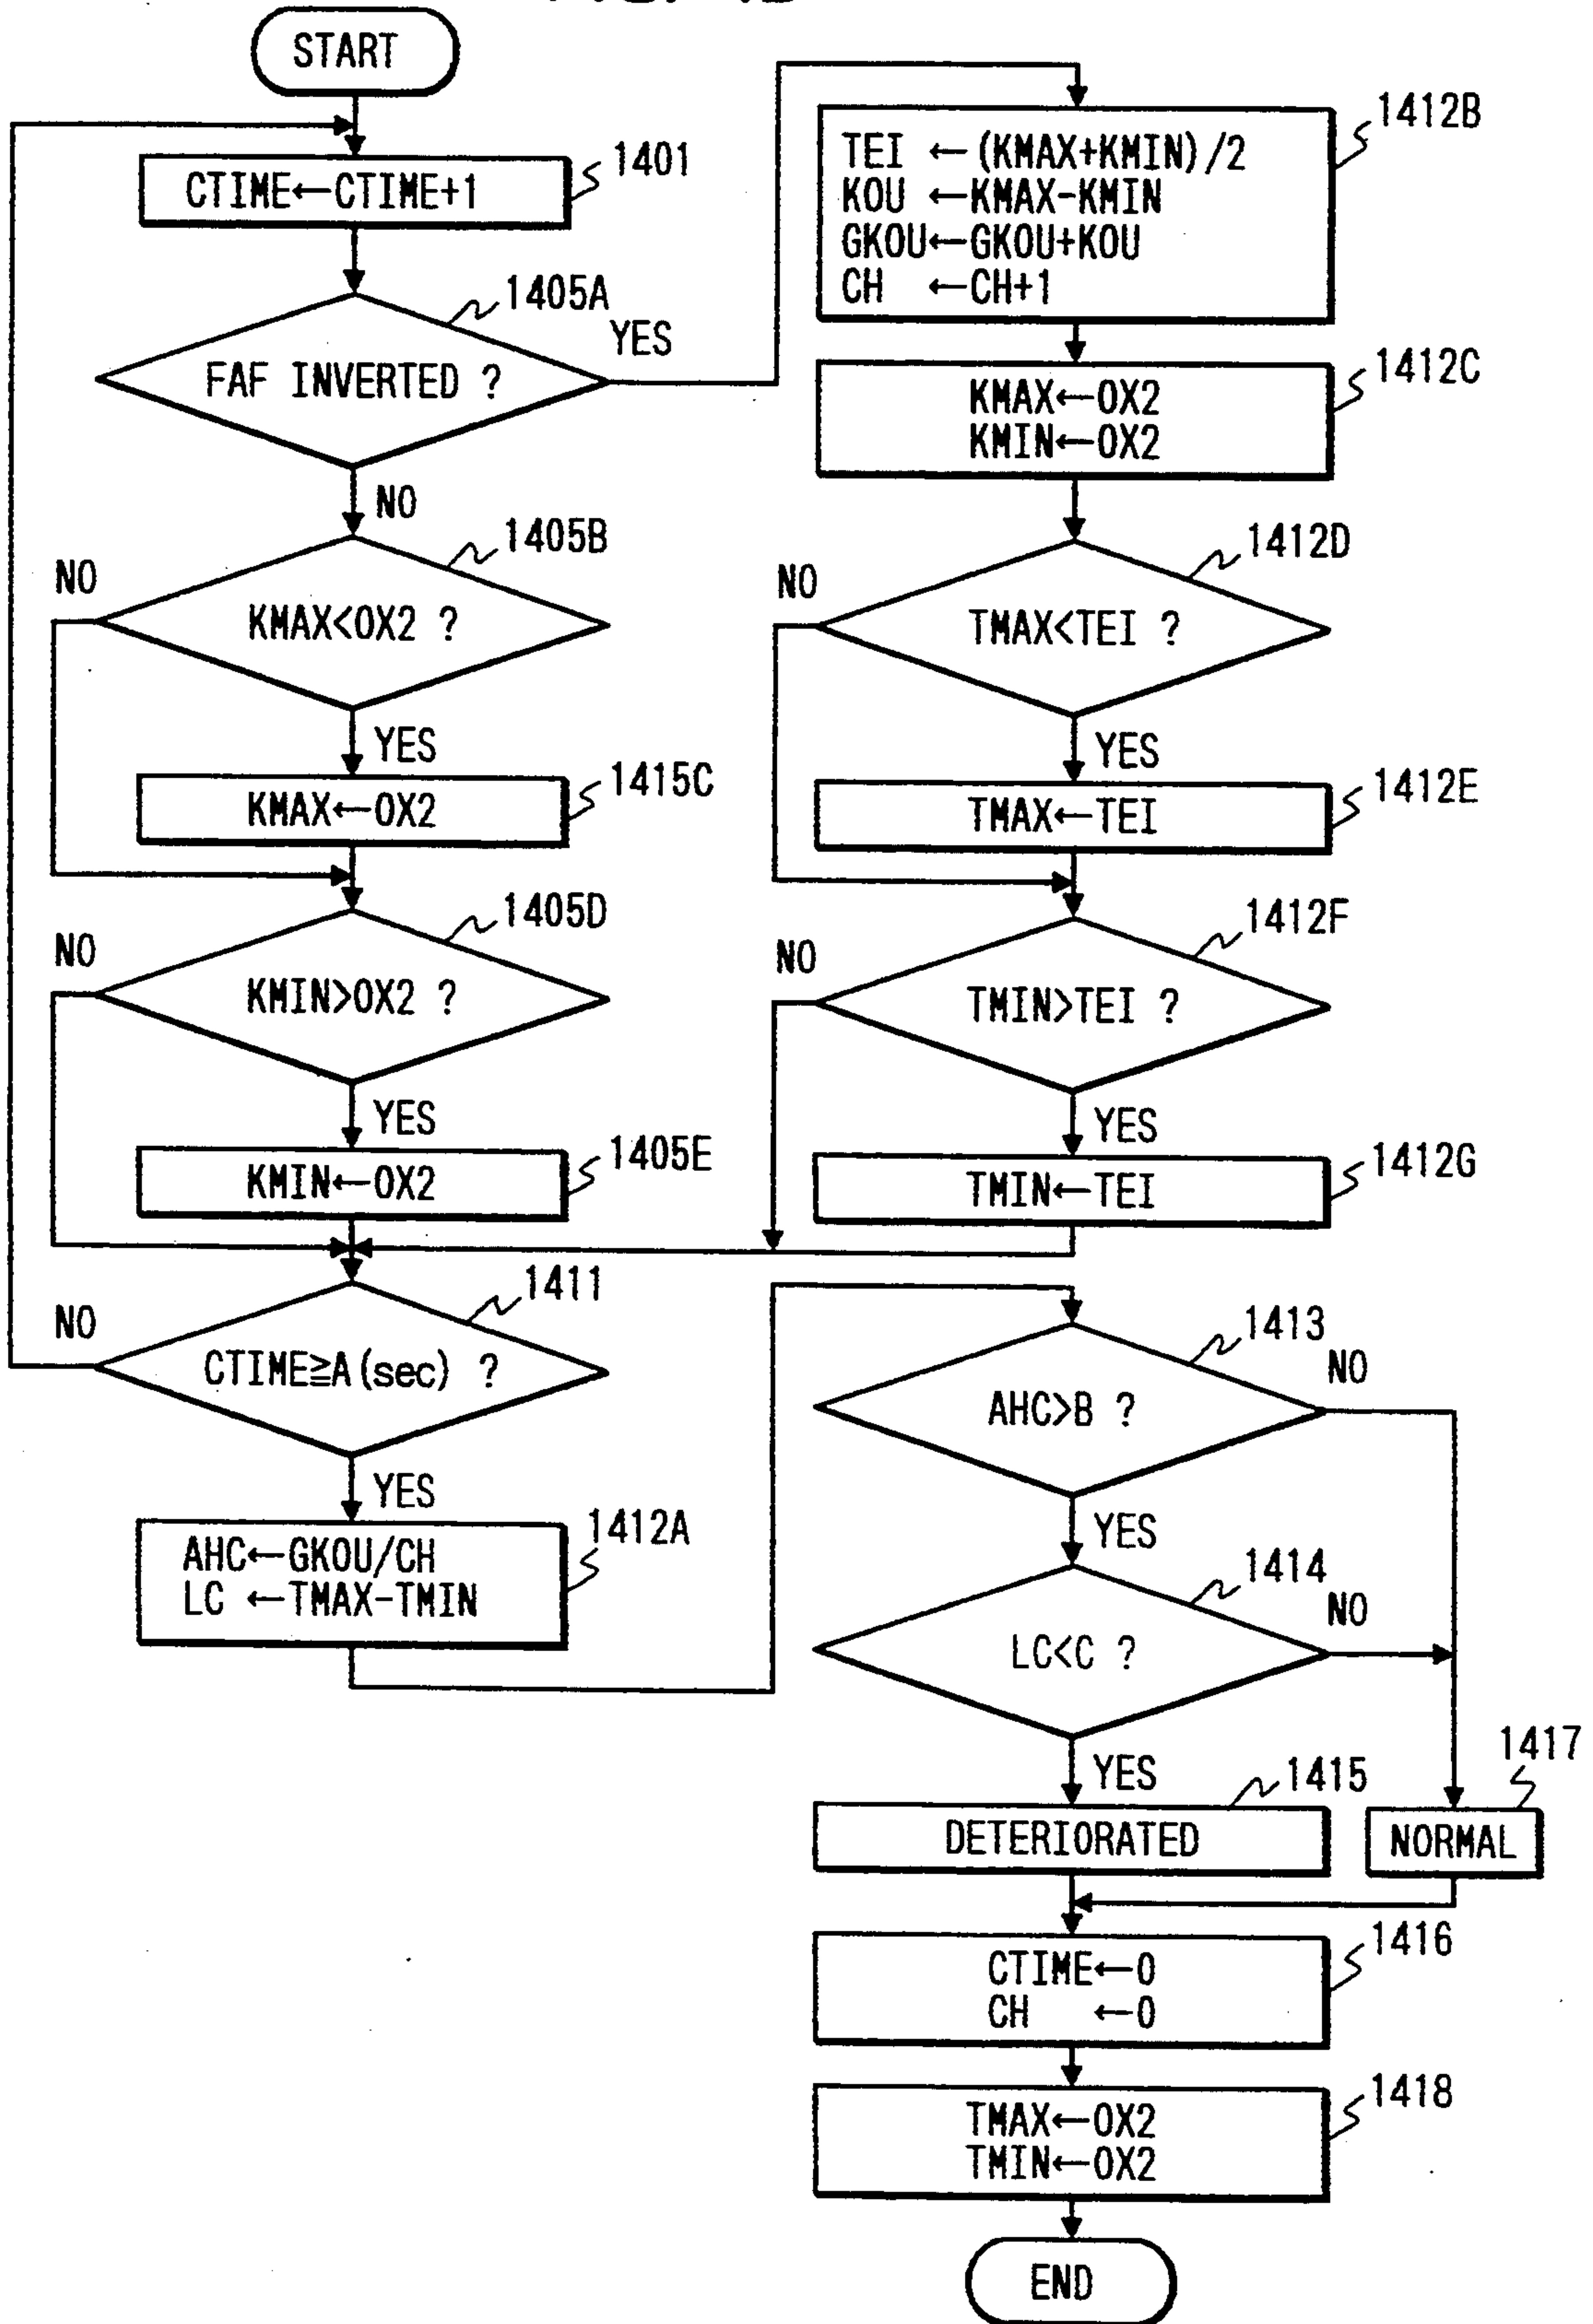 START
1401
CTIME←CTIME+1
1405A
FAF INVERTED ?
YES
NO
1405B
NO
KMAX<OX2 ?
YES
1415C
KMAX←OX2
1405D
NO
KMIN>OX2 ?
YES
1405E
KMIN←OX2
1411
NO
CTIME≧A(sec) ?
YES
1412A
AHC←GKOU/CH
LC ←TMAX-TMIN
1412B
TEI ←(KMAX+KMIN)/2
KOU ←KMAX-KMIN
GKOU←GKOU+KOU
CH ←CH+1
1412C
KMAX←OX2
KMIN←OX2
1412D
NO
TMAX<TEI ?
YES
1412E
TMAX←TEI
1412F
NO
TMIN>TEI ?
YES
1412G
TMIN←TEI
1413
NO
AHC>B ?
YES
1414
NO
LC<C ?
YES
1415
DETERIORATED
1417
NORMAL
1416
CTIME←0
CH ←0
1418
TMAX←OX2
TMIN←OX2
END